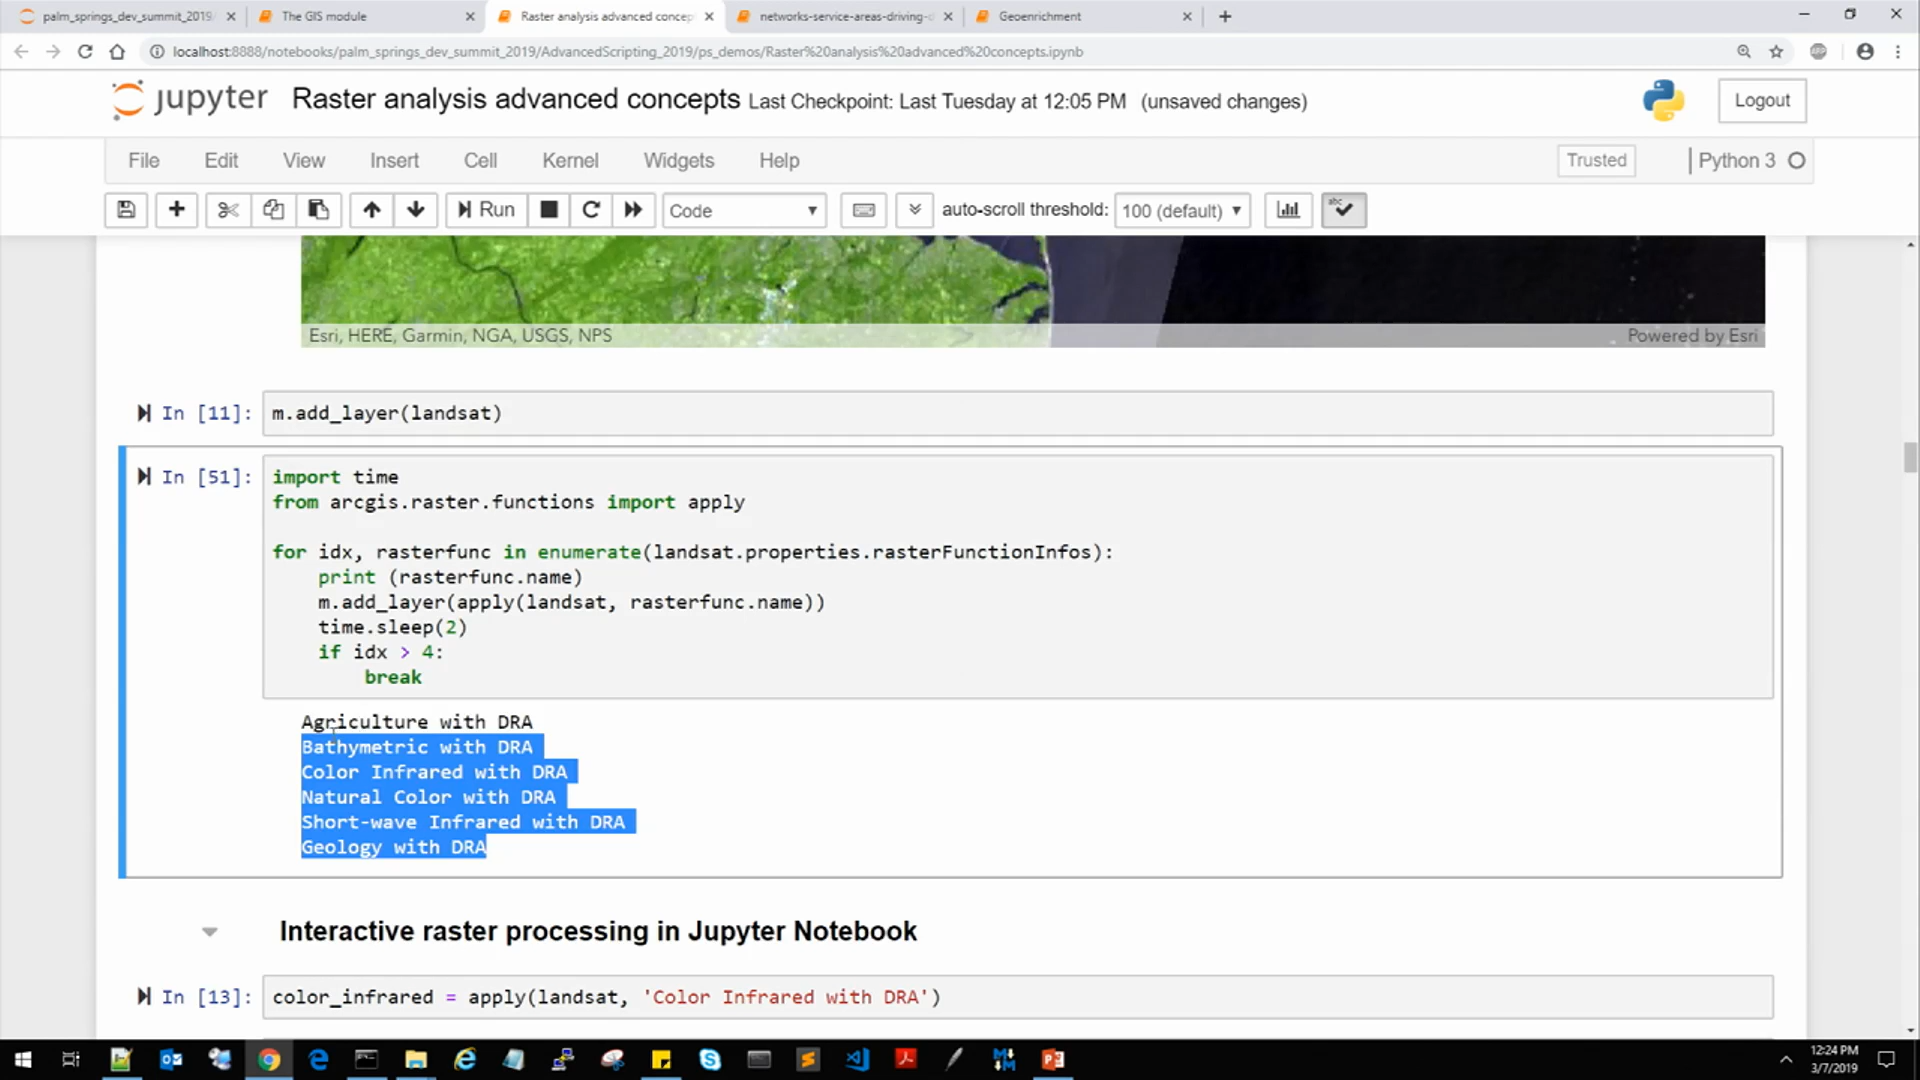 palm_springs_dev_summit_2019
The GIS module
Raster analysis advanced concep
networks-service-areas-driving-d
Geoenrichment
localhost:8888/notebooks/palm_springs_dev_summit_2019/AdvancedScripting_2019/ps_demos/Raster%20analysis%20advanced%20concepts.ipynb
jupyter Raster analysis advanced concepts Last Checkpoint: Last Tuesday at 12:05 PM (unsaved changes)
Logout
File Edit View Insert Cell Kernel Widgets Help
Trusted
Python 3
Run
Code
auto-scroll threshold: 100 (default)
abc
Esri, HERE, Garmin, NGA, USGS, NPS
Powered by Esri
In [11]: m.add_layer(landsat)
In [51]: import time
from arcgis.raster.functions import apply
for idx, rasterfunc in enumerate(landsat.properties.rasterFunctionInfos):
print (rasterfunc.name)
m.add_layer(apply(landsat, rasterfunc.name))
time.sleep(2)
if idx > 4:
break
Agriculture with DRA
Bathymetric with DRA
Color Infrared with DRA
Natural Color with DRA
Short-wave Infrared with DRA
Geology with DRA
Interactive raster processing in Jupyter Notebook
In [13]: color_infrared = apply(landsat, 'Color Infrared with DRA')
12:24 PM
3/7/2019